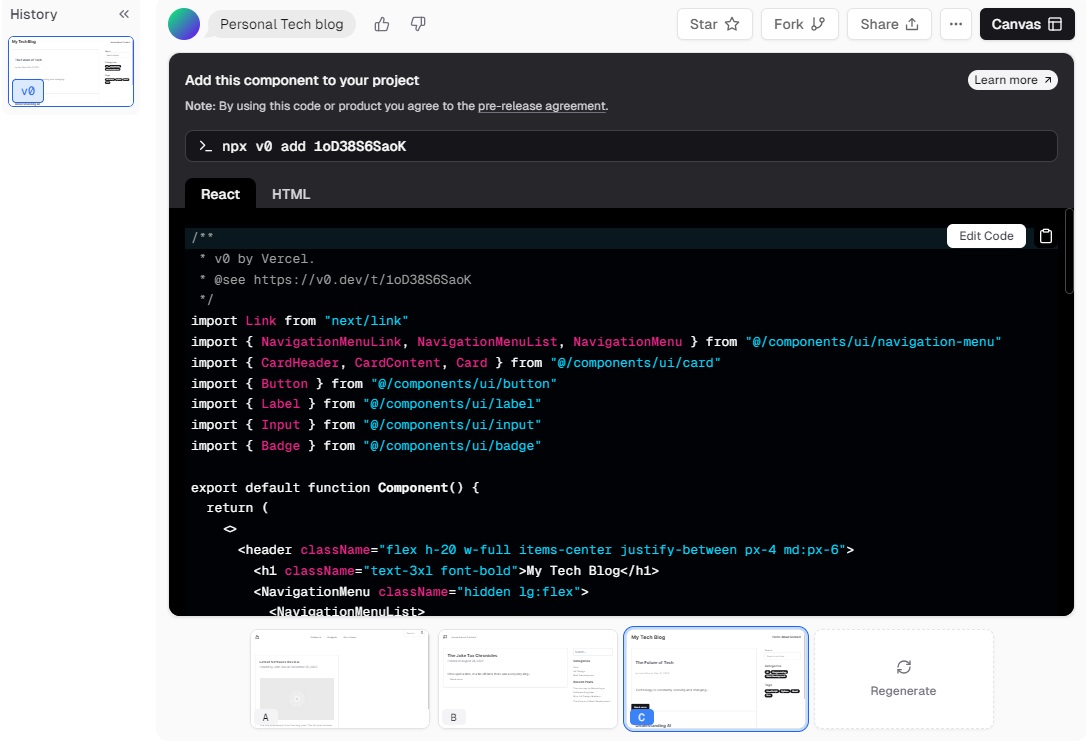 History
Personal Tech blog
Star
Fork
Share
Canvas
v0
My Tech Blog
Add this component to your project
Learn more
Note: By using this code or product you agree to the pre-release agreement.
>_ npx v0 add 1oD38S6SaoK
React HTML
Edit Code
/**
* v0 by Vercel.
* @see https://v0.dev/t/1oD38S6SaoK
*/
import Link from "next/link"
import { NavigationMenuLink, NavigationMenuList, NavigationMenu } from "@/components/ui/navigation-menu"
import { CardHeader, CardContent, Card } from "@/components/ui/card"
import { Button } from "@/components/ui/button"
import { Label } from "@/components/ui/label"
import { Input } from "@/components/ui/input"
import { Badge } from "@/components/ui/badge"
export default function Component() {
return (
<>
<header className="flex h-20 w-full items-center justify-between px-4 md:px-6">
<h1 className="text-3xl font-bold">My Tech Blog</h1>
<NavigationMenu className="hidden lg:flex">
<NavigationMenuList>
A
The Joke Tax Chronicles
B
My Tech Blog
The Future of Tech
C
Regenerate